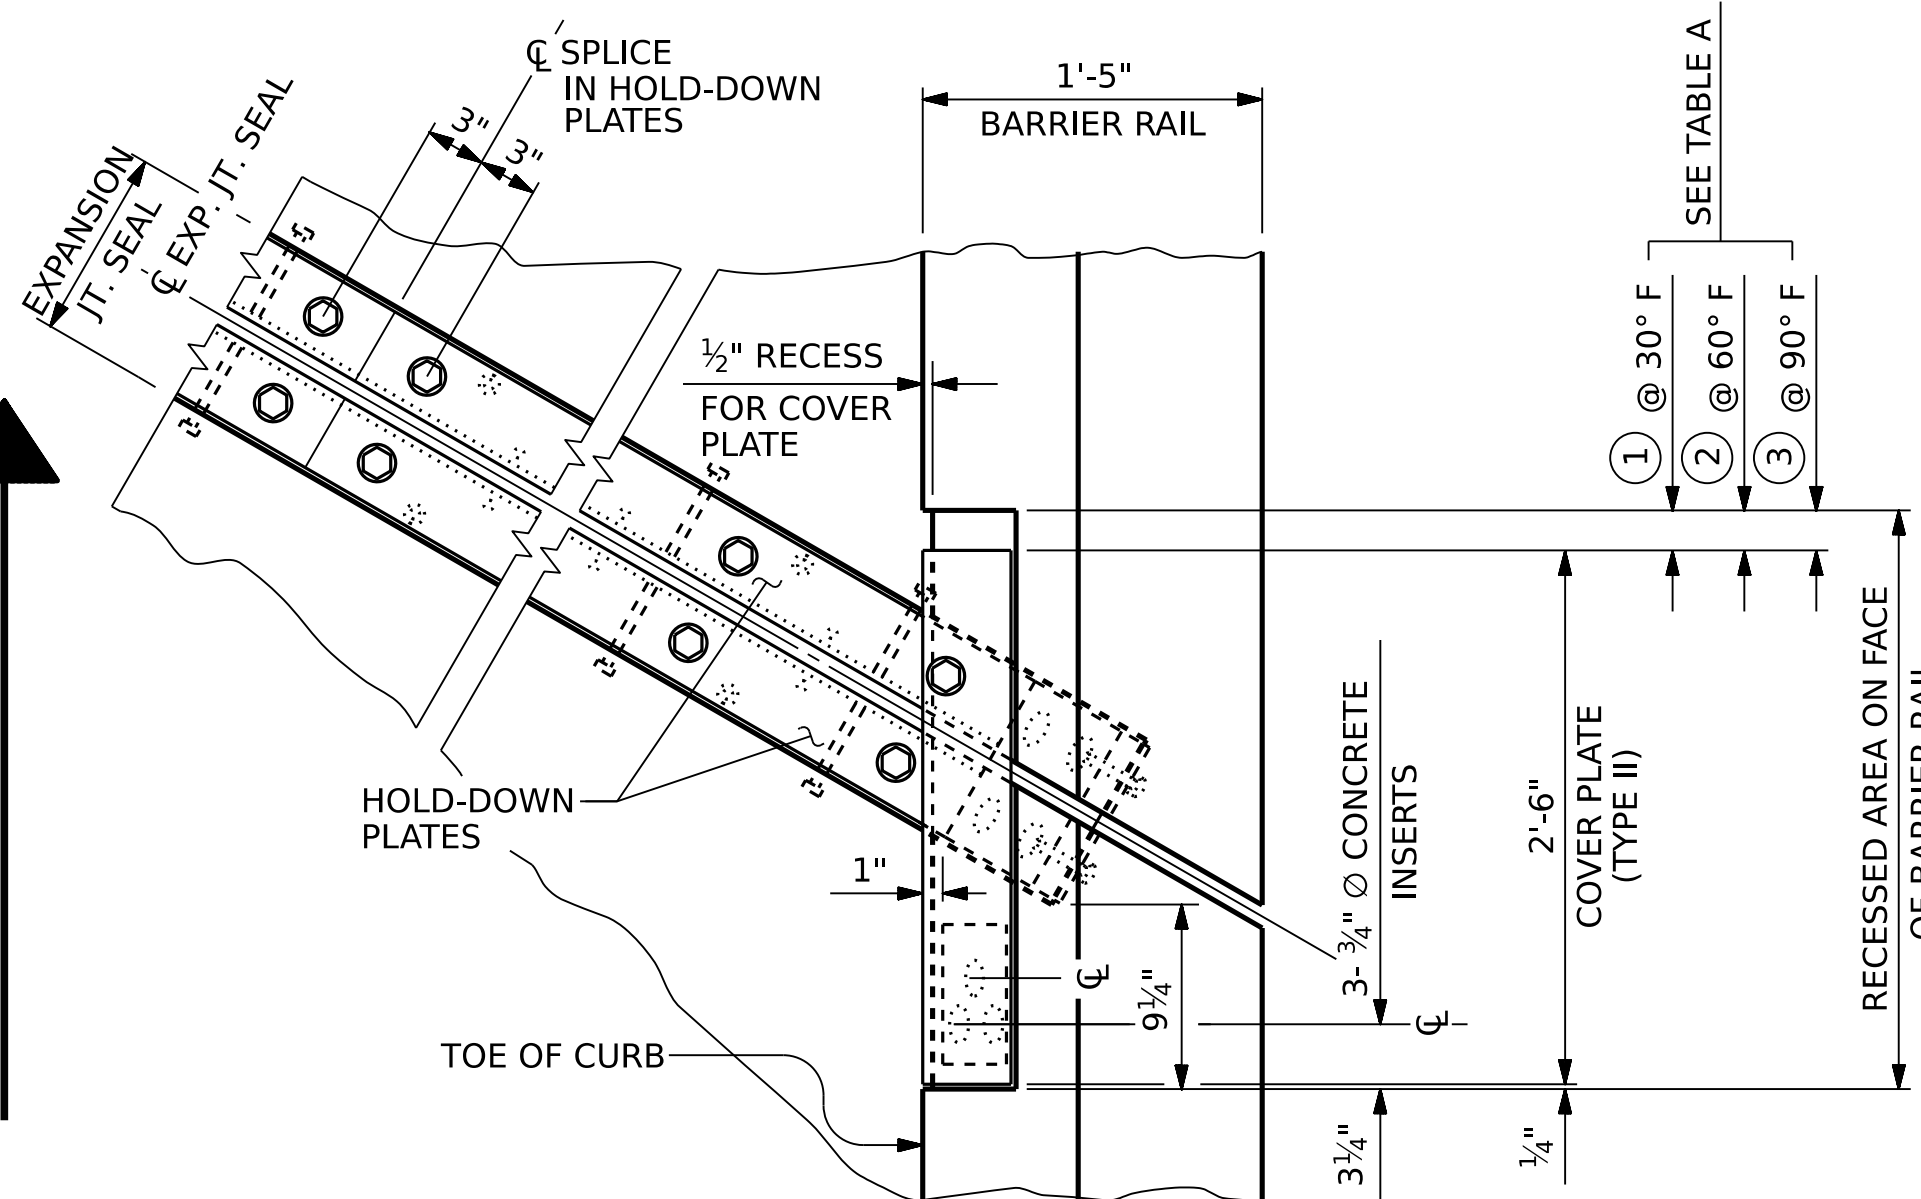 ℄ SPLICE
IN HOLD-DOWN
PLATES
3"
3"
EXPANSION
JT. SEAL
℄ EXP. JT. SEAL
1'-5"
BARRIER RAIL
SEE TABLE A
1 @ 30° F
2 @ 60° F
3 @ 90° F
½" RECESS
FOR COVER
PLATE
HOLD-DOWN
PLATES
1"
TOE OF CURB
℄
9¼"
3- ¾" Ø CONCRETE
INSERTS
℄
3¼"
2'-6"
COVER PLATE
(TYPE II)
¼"
RECESSED AREA ON FACE
OF BARRIER RAIL